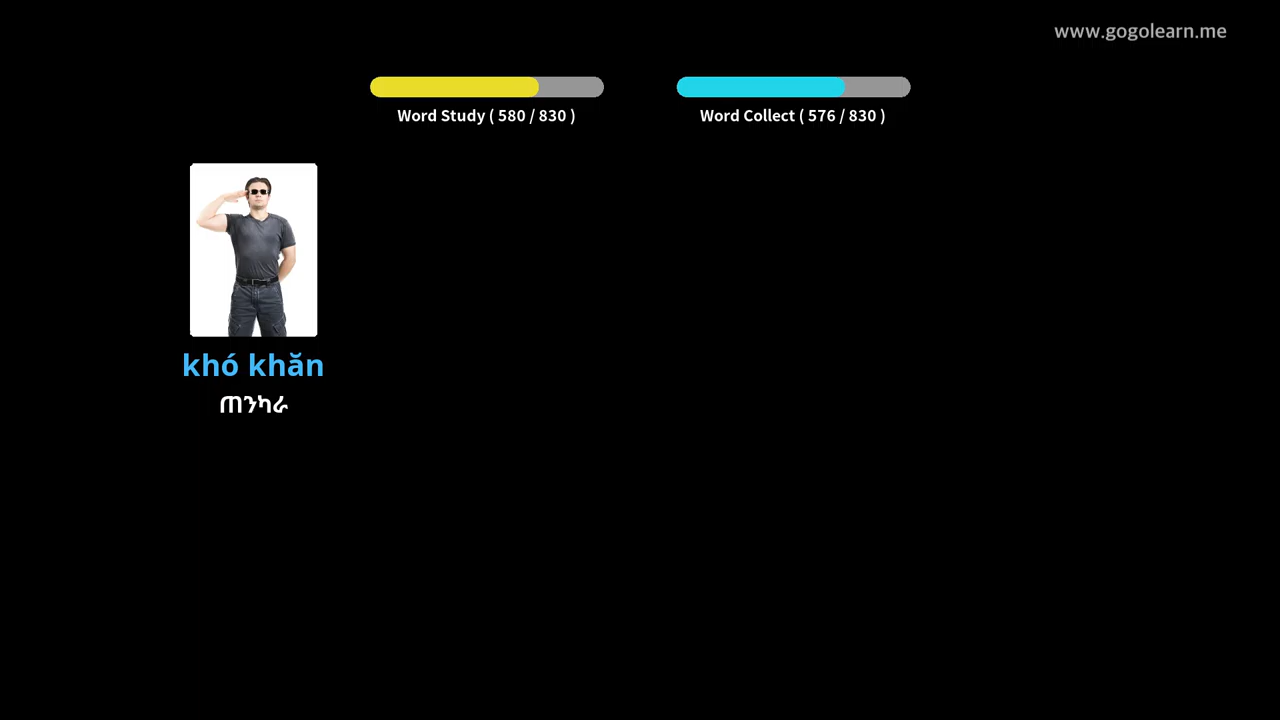 www.gogolearn.me
Word Study ( 580 / 830 )
Word Collect ( 576 / 830 )
khó khăn
ጠንካራ